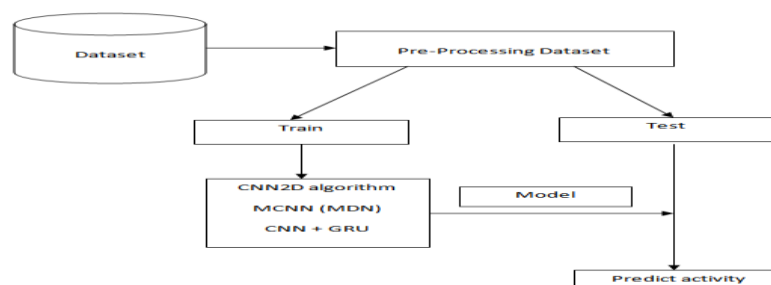 Dataset
Pre-Processing Dataset
Train
Test
CNN2D algorithm
MCNN (MDN)
CNN + GRU
Model
Predict activity